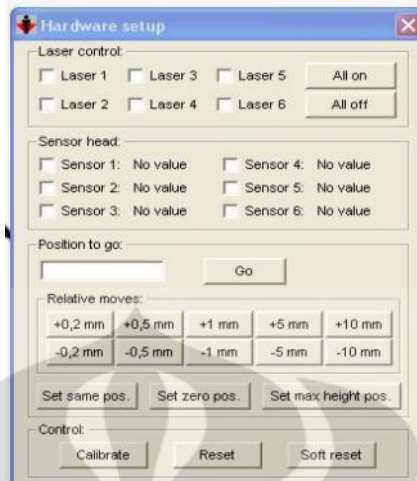 Hardware setup
Laser control:
Laser 1 Laser 3 Laser 5 All on
Laser 2 Laser 4 Laser 6 All off
Sensor head:
Sensor 1: No value Sensor 4: No value
Sensor 2: No value Sensor 5: No value
Sensor 3: No value Sensor 6: No value
Position to go:
Go
Relative moves:
+0,2 mm +0,5 mm +1 mm +5 mm +10 mm
-0,2 mm -0,5 mm -1 mm -5 mm -10 mm
Set same pos. Set zero pos. Set max height pos.
Control:
Calibrate Reset Soft reset